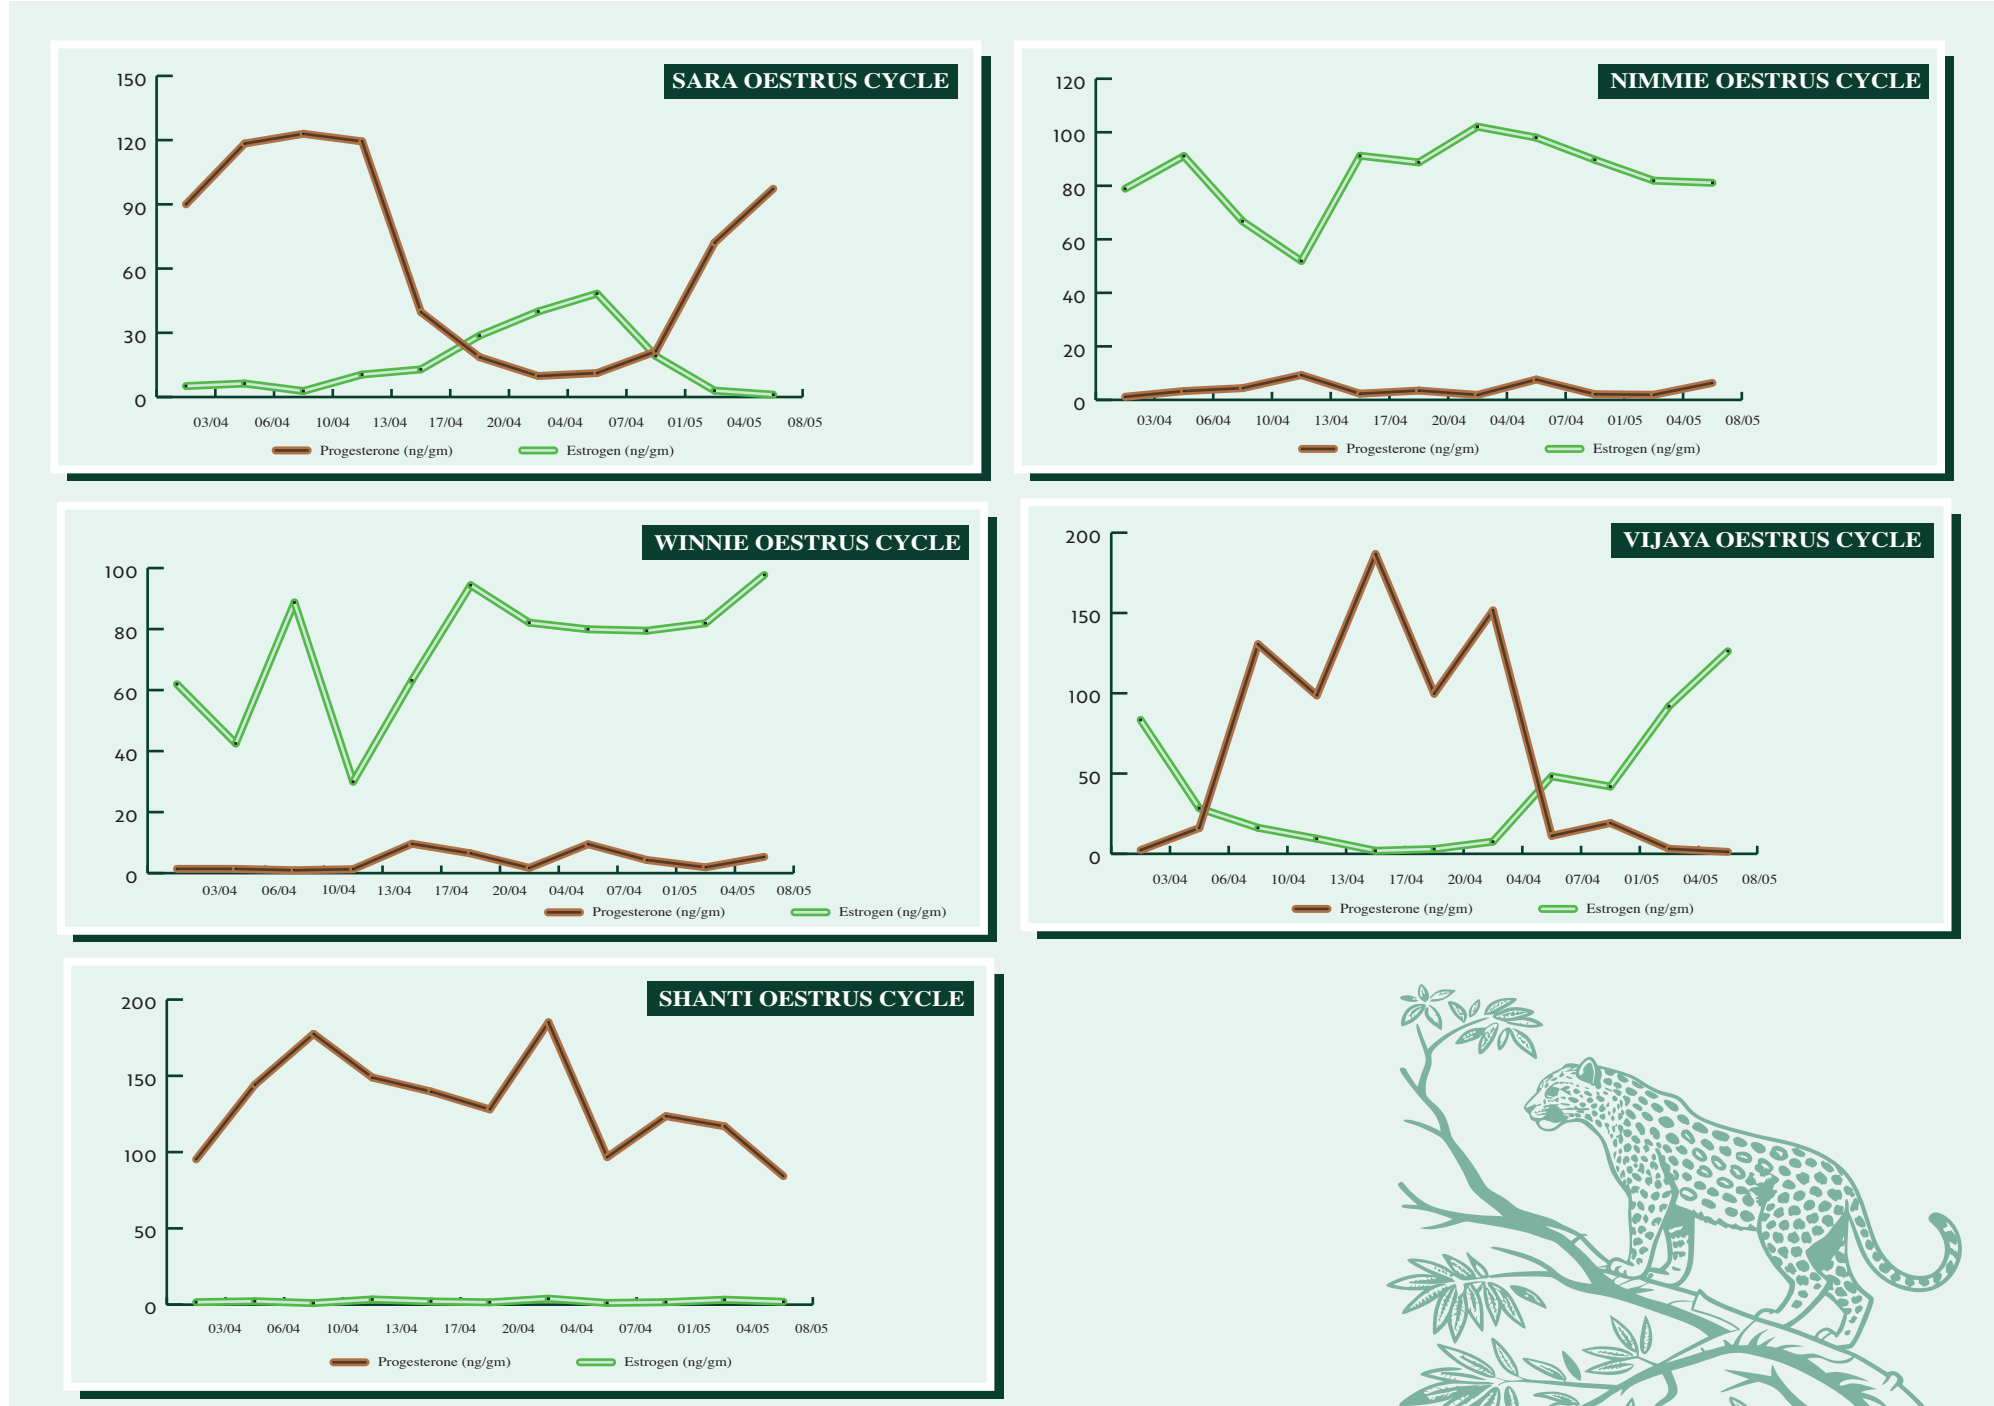 SARA OESTRUS CYCLE
150
120
90
60
30
0
03/04 06/04 10/04 13/04 17/04 20/04 04/04 07/04 01/05 04/05 08/05
Progesterone (ng/gm) Estrogen (ng/gm)
NIMMIE OESTRUS CYCLE
120
100
80
60
40
20
0
03/04 06/04 10/04 13/04 17/04 20/04 04/04 07/04 01/05 04/05 08/05
Progesterone (ng/gm) Estrogen (ng/gm)
WINNIE OESTRUS CYCLE
100
80
60
40
20
0
03/04 06/04 10/04 13/04 17/04 20/04 04/04 07/04 01/05 04/05 08/05
Progesterone (ng/gm) Estrogen (ng/gm)
VIJAYA OESTRUS CYCLE
200
150
100
50
0
03/04 06/04 10/04 13/04 17/04 20/04 04/04 07/04 01/05 04/05 08/05
Progesterone (ng/gm) Estrogen (ng/gm)
SHANTI OESTRUS CYCLE
200
150
100
50
0
03/04 06/04 10/04 13/04 17/04 20/04 04/04 07/04 01/05 04/05 08/05
Progesterone (ng/gm) Estrogen (ng/gm)